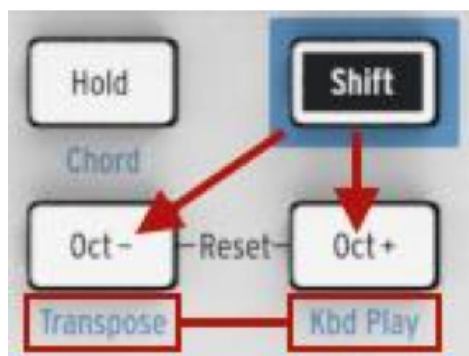 Hold Shift
Chord
Oct - Reset Oct +
Transpose Kbd Play